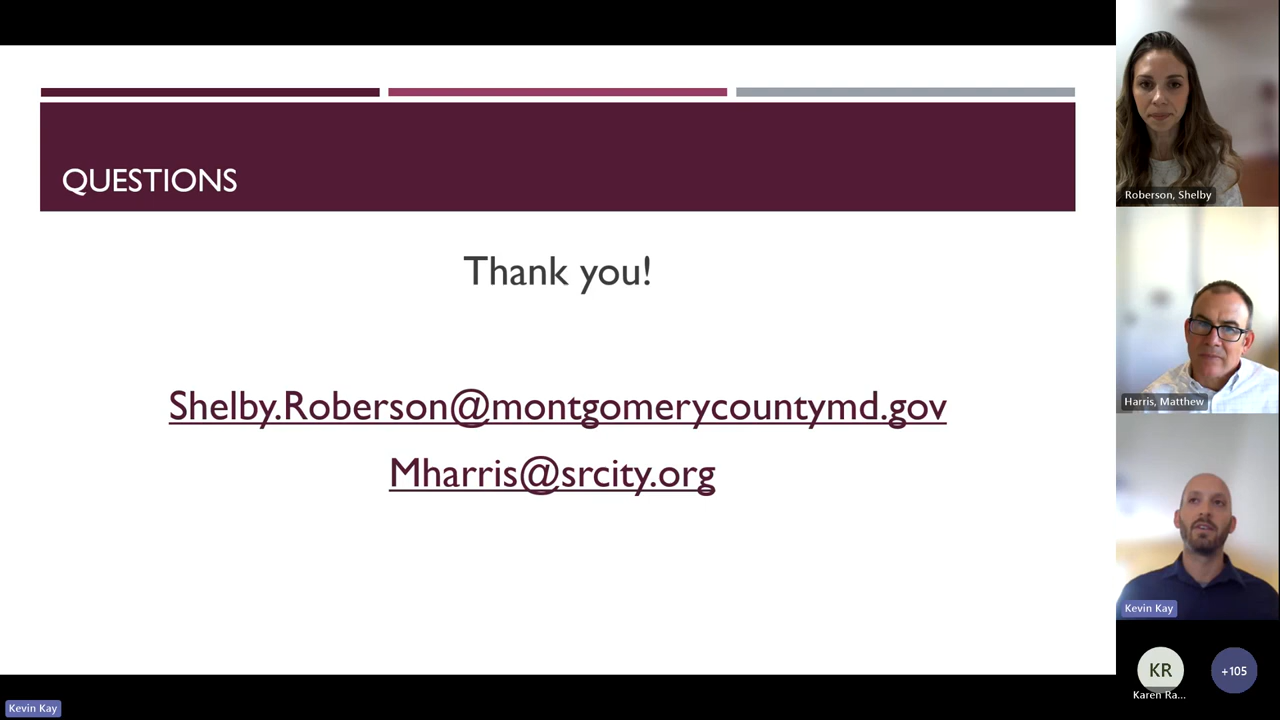 QUESTIONS
Thank you!
Shelby.Roberson@montgomerycountymd.gov
Mharris@srcity.org
Roberson, Shelby
Harris, Matthew
Kevin Kay
KR
+105
Karen Ra...
Kevin Kay